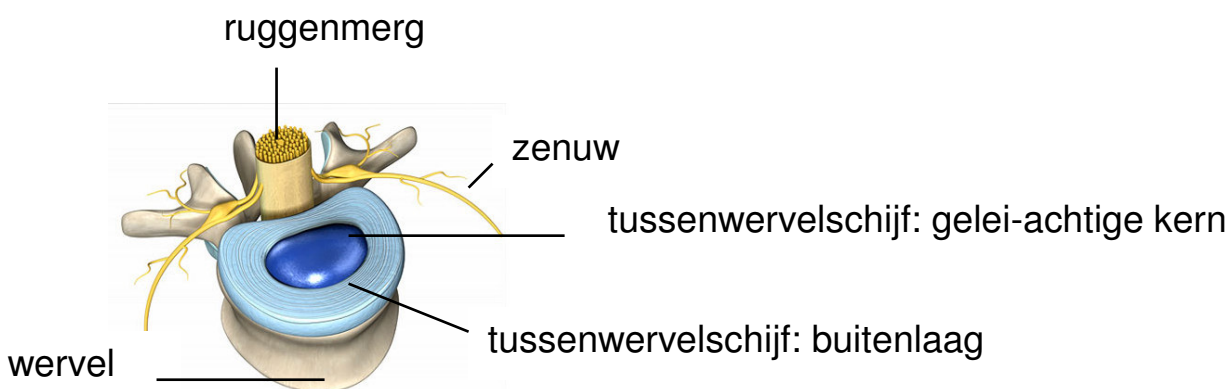 ruggenmerg
zenuw
tussenwervelschijf: gelei-achtige kern
tussenwervelschijf: buitenlaag
wervel